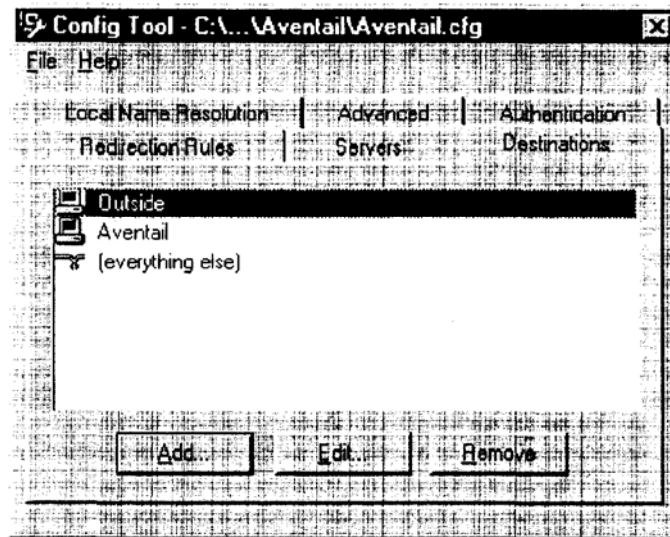 Config Tool - C:\...\Aventail\Aventail.cfg
File Help
Local Name Resolution Advanced Authentication
Redirection Rules Servers Destinations
Outside
Aventail
(everything else)
Add... Edit... Remove